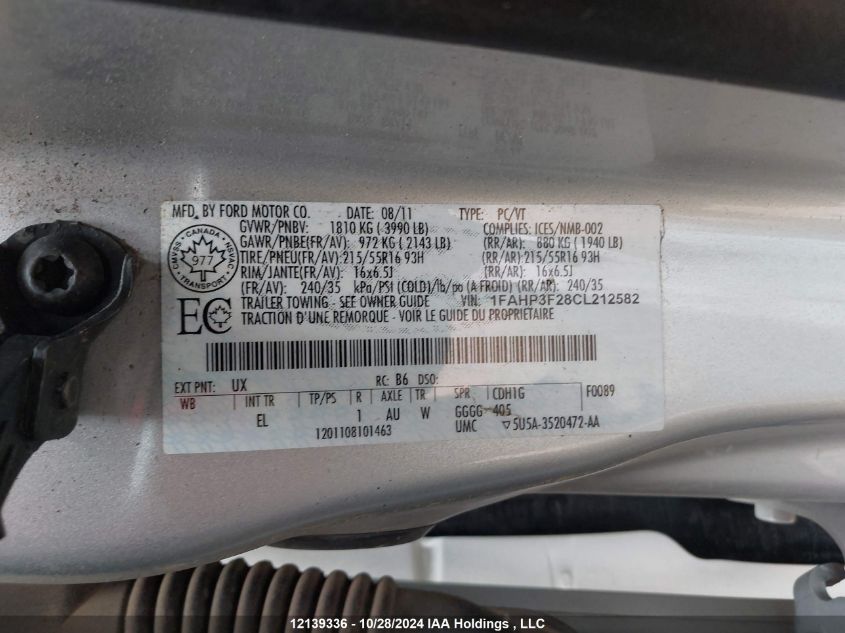 MFD. BY FORD MOTOR CO. DATE: 08/11 TYPE: PC/VT
GVWR/PNBV: 1810 KG ( 3990 LB) COMPLIES: ICES/NMB-002
GAWR/PNBE(FR/AV): 972 KG ( 2143 LB) (RR/AR): 880 KG ( 1940 LB)
TIRE/PNEU(FR/AV): 215/55R16 93H (RR/AR): 215/55R16 93H
RIM/JANTE(FR/AV): 16x6.5J (RR/AR): 16x6.5J
(FR/AV): 240/35 kPa/PSI (COLD)/lb/po (A FROID) (RR/AR): 240/35
TRAILER TOWING - SEE OWNER GUIDE VIN: 1FAHP3F28CL212582
TRACTION D'UNE REMORQUE - VOIR LE GUIDE DU PROPRIETAIRE
CMVSS - CANADA - NSVAC
977
TRANSPORT
EC
EXT PNT: UX RC: B6 DSO:
WB INT TR TP/PS R AXLE TR SPR CDH1G F0089
EL 1 AU W GGGG 405
1201108101463 UMC ▽5U5A-3520472-AA
12139336 - 10/28/2024 IAA Holdings , LLC